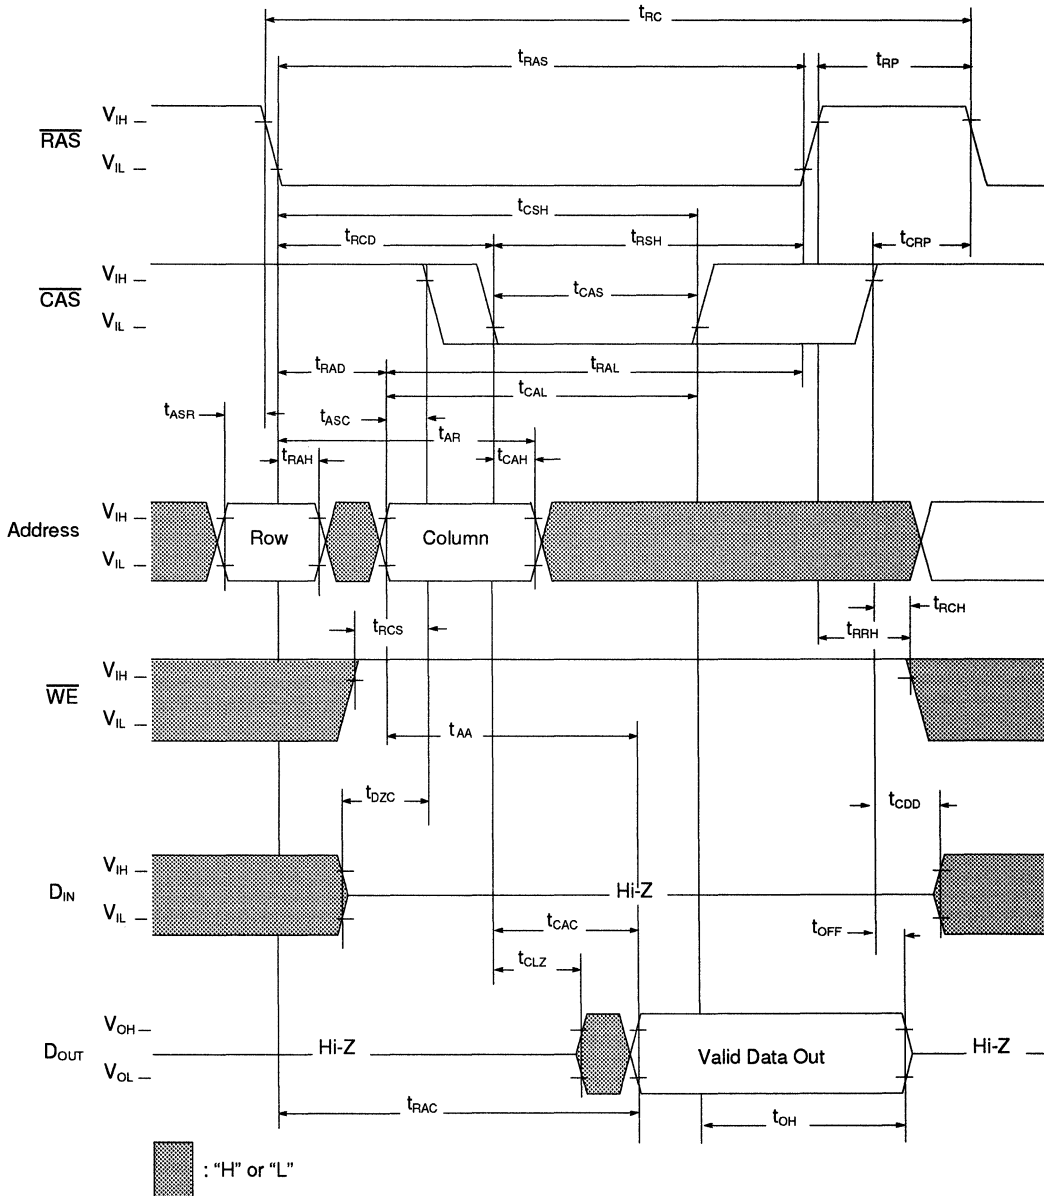 tRC
tRAS
tRP
VIH
RAS
VIL
tCSH
tRCD
tRSH
tCRP
VIH
CAS
tCAS
VIL
tRAD
tRAL
tCAL
tASR
tASC
tAR
tRAH
tCAH
VIH
Address
Row
Column
VIL
tRCH
tRCS
tRRH
VIH
WE
VIL
tAA
tDZC
tCDD
VIH
DIN
Hi-Z
VIL
tCAC
tOFF
tCLZ
VOH
DOUT
Hi-Z
Valid Data Out
Hi-Z
VOL
tRAC
tOH
: “H” or “L”